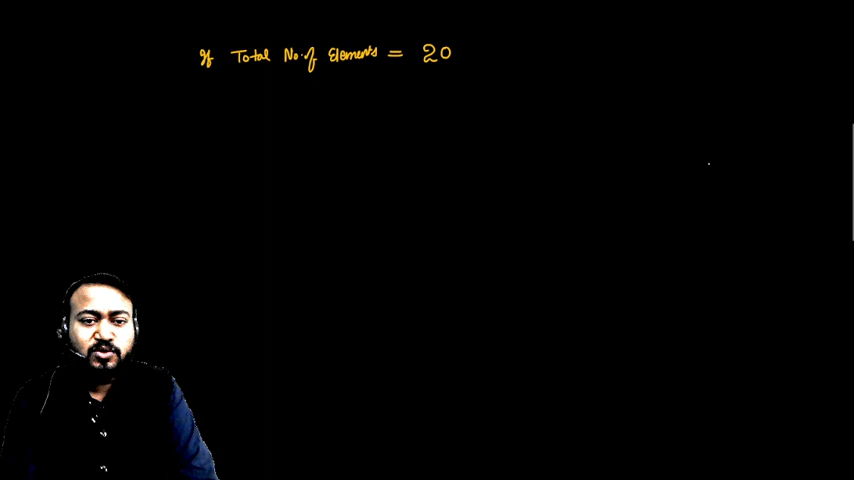 If Total No. of Elements = 20